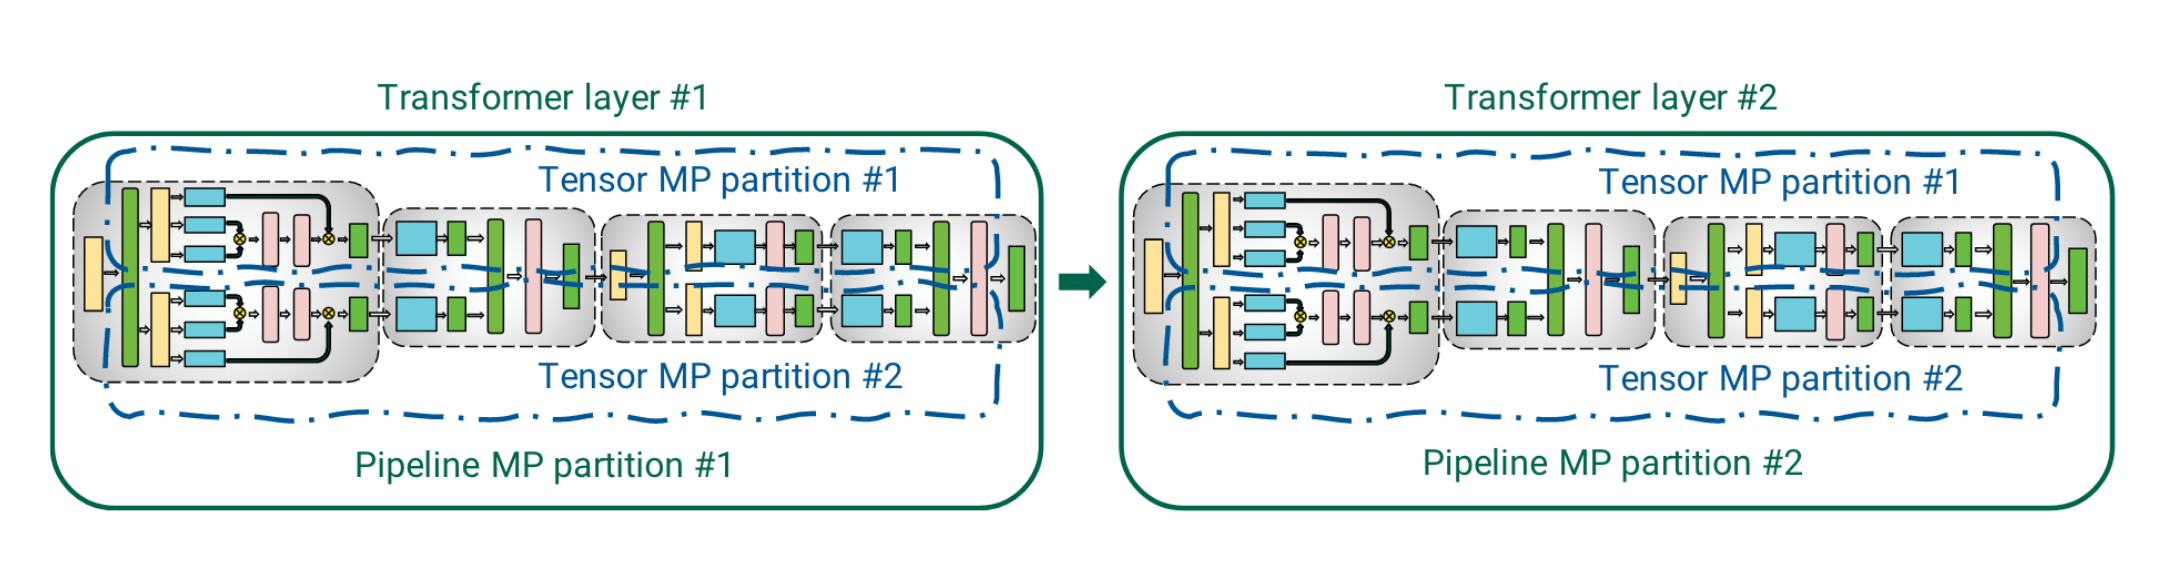 Transformer layer #1
Tensor MP partition #1
Tensor MP partition #2
Pipeline MP partition #1
Transformer layer #2
Tensor MP partition #1
Tensor MP partition #2
Pipeline MP partition #2